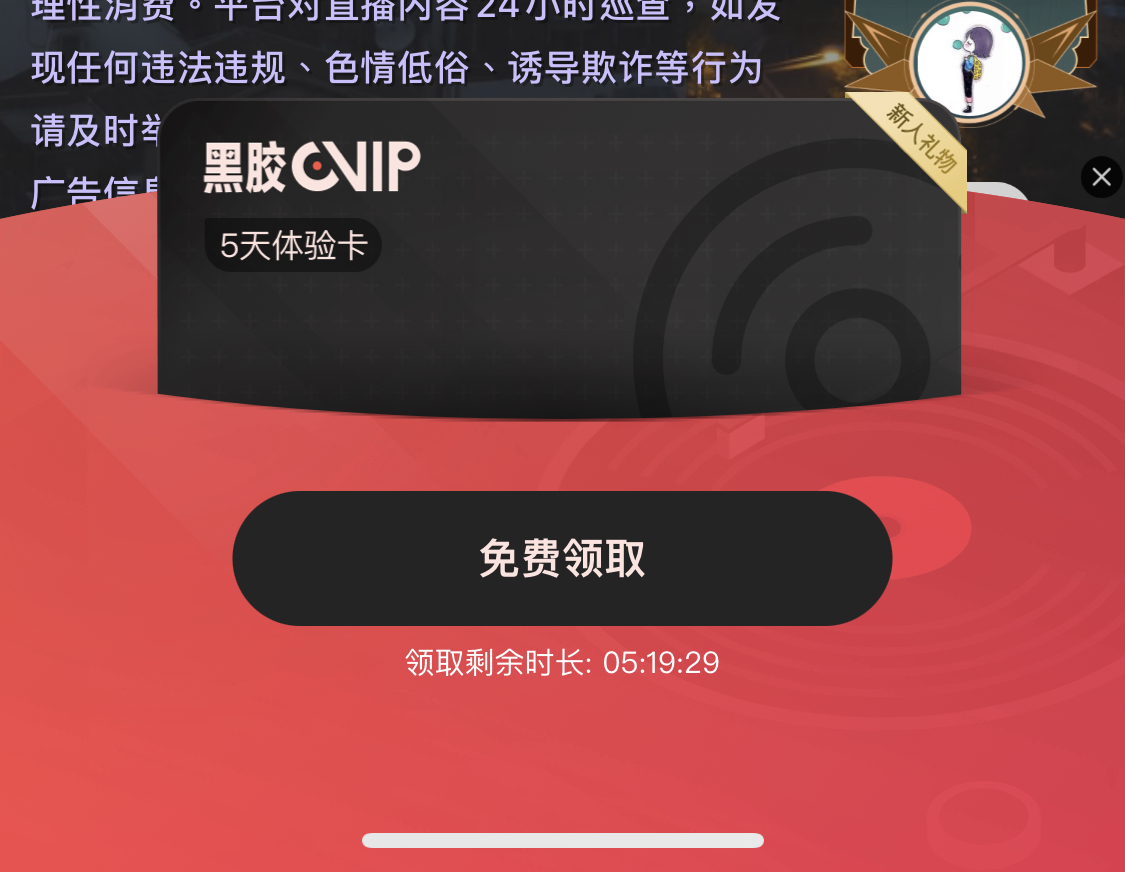 理性消费。平台对直播内容24小时巡查，如发
现任何违法违规、色情低俗、诱导欺诈等行为
请及时举
广告信息
新人礼物
黑胶VIP
5天体验卡
免费领取
领取剩余时长: 05:19:29